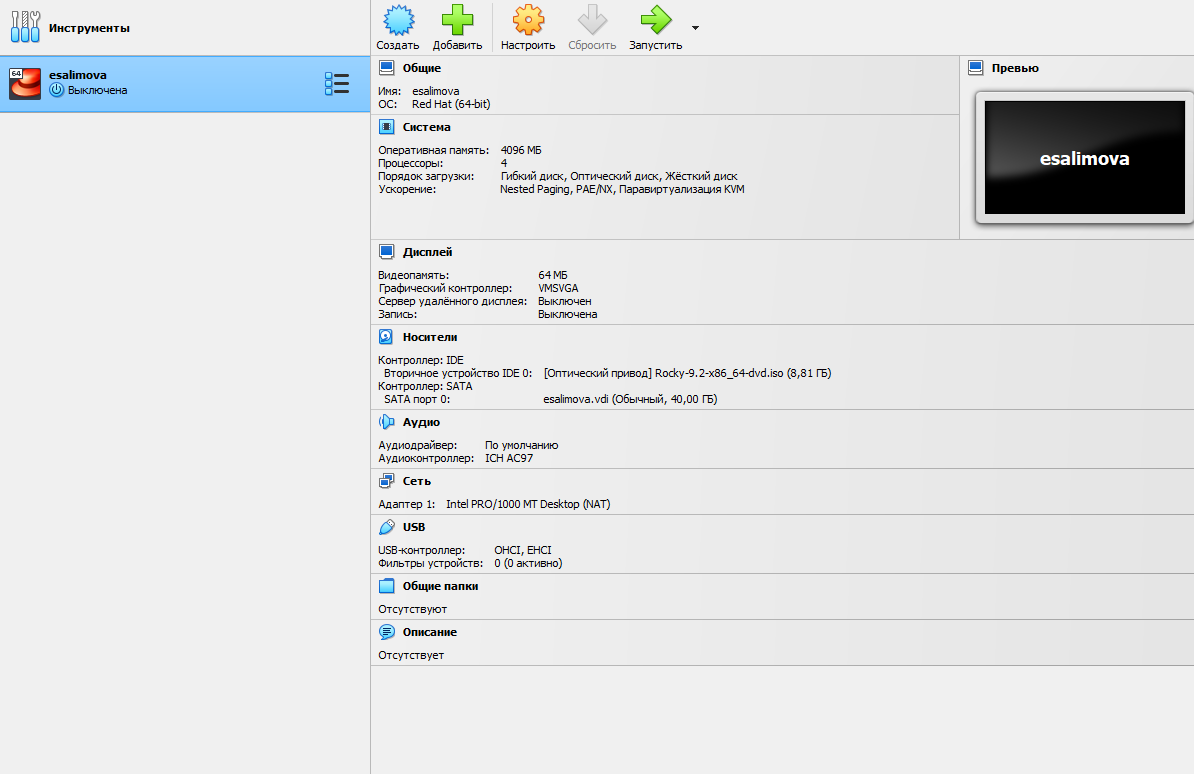 Инструменты
Создать Добавить Настроить Сбросить Запустить
64
esalimova
Выключена
Общие
Имя: esalimova
ОС: Red Hat (64-bit)
Превью
esalimova
Система
Оперативная память: 4096 МБ
Процессоры: 4
Порядок загрузки: Гибкий диск, Оптический диск, Жёсткий диск
Ускорение: Nested Paging, PAE/NX, Паравиртуализация KVM
Дисплей
Видеопамять: 64 МБ
Графический контроллер: VMSVGA
Сервер удалённого дисплея: Выключен
Запись: Выключена
Носители
Контроллер: IDE
Вторичное устройство IDE 0: [Оптический привод] Rocky-9.2-x86_64-dvd.iso (8,81 ГБ)
Контроллер: SATA
SATA порт 0: esalimova.vdi (Обычный, 40,00 ГБ)
Аудио
Аудиодрайвер: По умолчанию
Аудиоконтроллер: ICH AC97
Сеть
Адаптер 1: Intel PRO/1000 MT Desktop (NAT)
USB
USB-контроллер: OHCI, EHCI
Фильтры устройств: 0 (0 активно)
Общие папки
Отсутствуют
Описание
Отсутствует